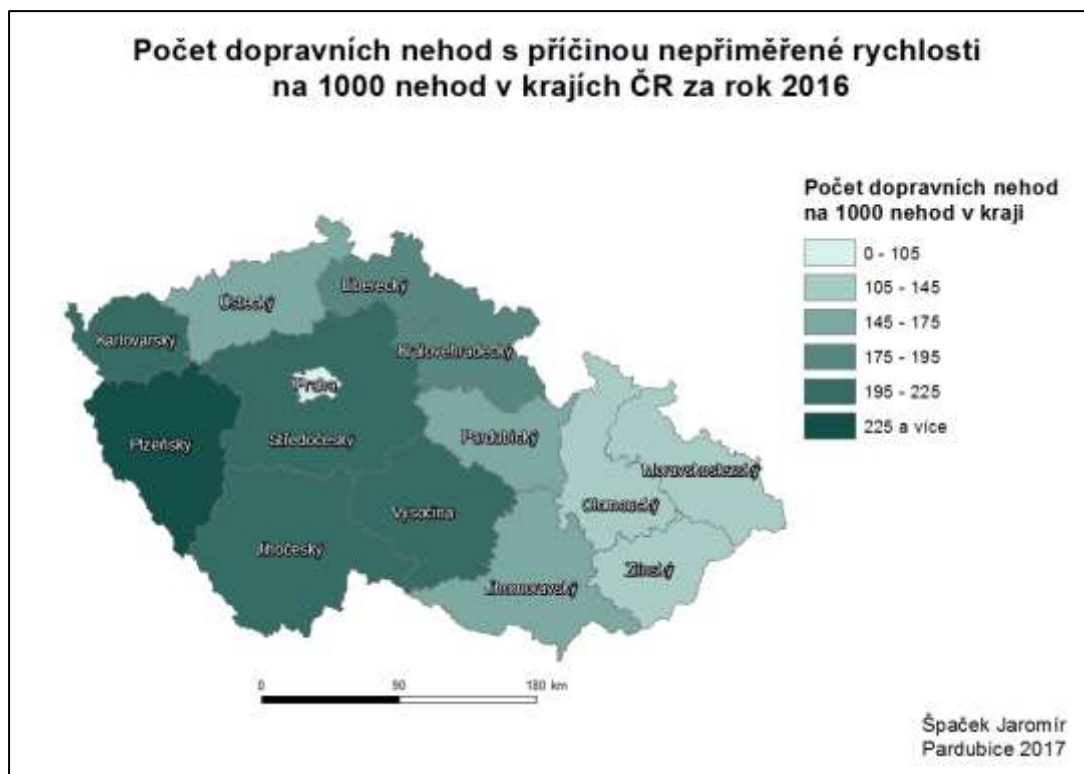 Počet dopravních nehod s příčinou nepřiměřené rychlosti
na 1000 nehod v krajích ČR za rok 2016
Počet dopravních nehod
na 1000 nehod v kraji
0 - 105
105 - 145
145 - 175
175 - 195
195 - 225
225 a více
Liberecký
Ústecký
Karlovarský
Královehradecký
Praha
Plzeňský
Středočeský
Pardubický
Moravskoslezský
Olomoucký
Vysočina
Jihočeský
Zlínský
Jihomoravský
0 90 180 km
Špaček Jaromír
Pardubice 2017